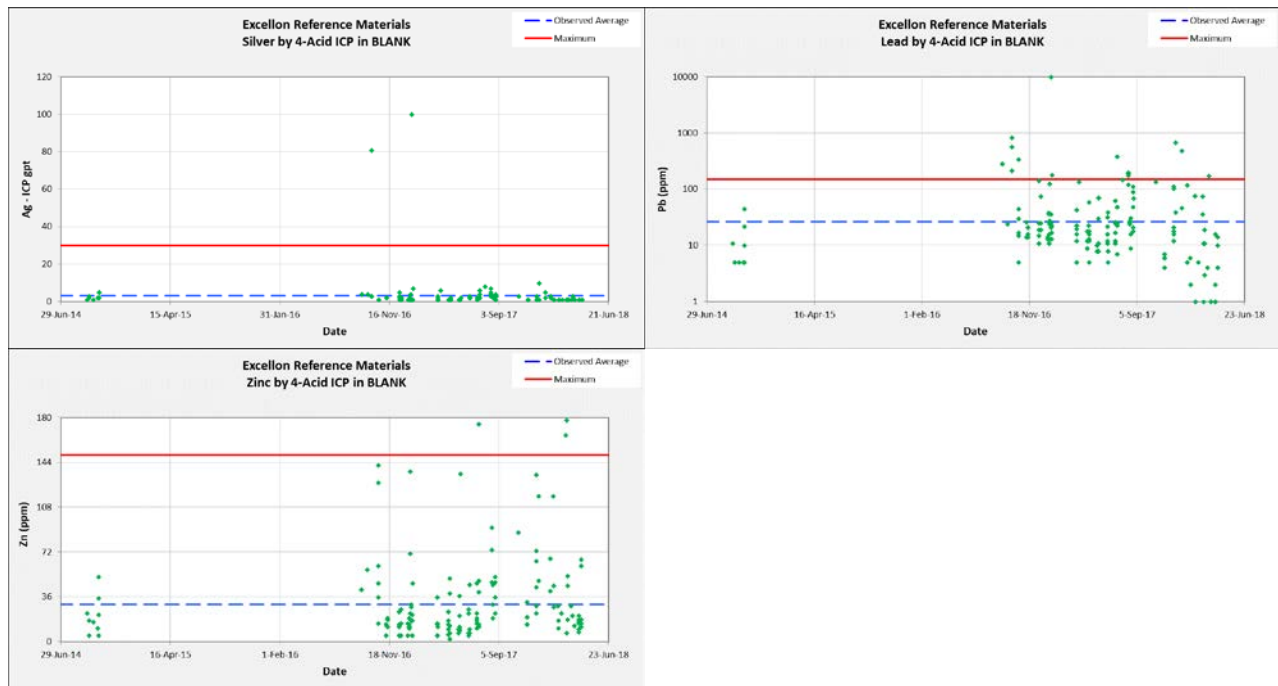 Excellon Reference Materials
Silver by 4-Acid ICP in BLANK
Observed Average
Maximum
Ag - ICP gpt
120
100
80
60
40
20
0
29-Jun-14
15-Apr-15
31-Jan-16
16-Nov-16
3-Sep-17
21-Jun-18
Date
Excellon Reference Materials
Lead by 4-Acid ICP in BLANK
Observed Average
Maximum
Pb (ppm)
10000
1000
100
10
1
29-Jun-14
16-Apr-15
1-Feb-16
18-Nov-16
5-Sep-17
23-Jun-18
Date
Excellon Reference Materials
Zinc by 4-Acid ICP in BLANK
Observed Average
Maximum
Zn (ppm)
180
144
108
72
36
0
29-Jun-14
16-Apr-15
1-Feb-16
18-Nov-16
5-Sep-17
23-Jun-18
Date